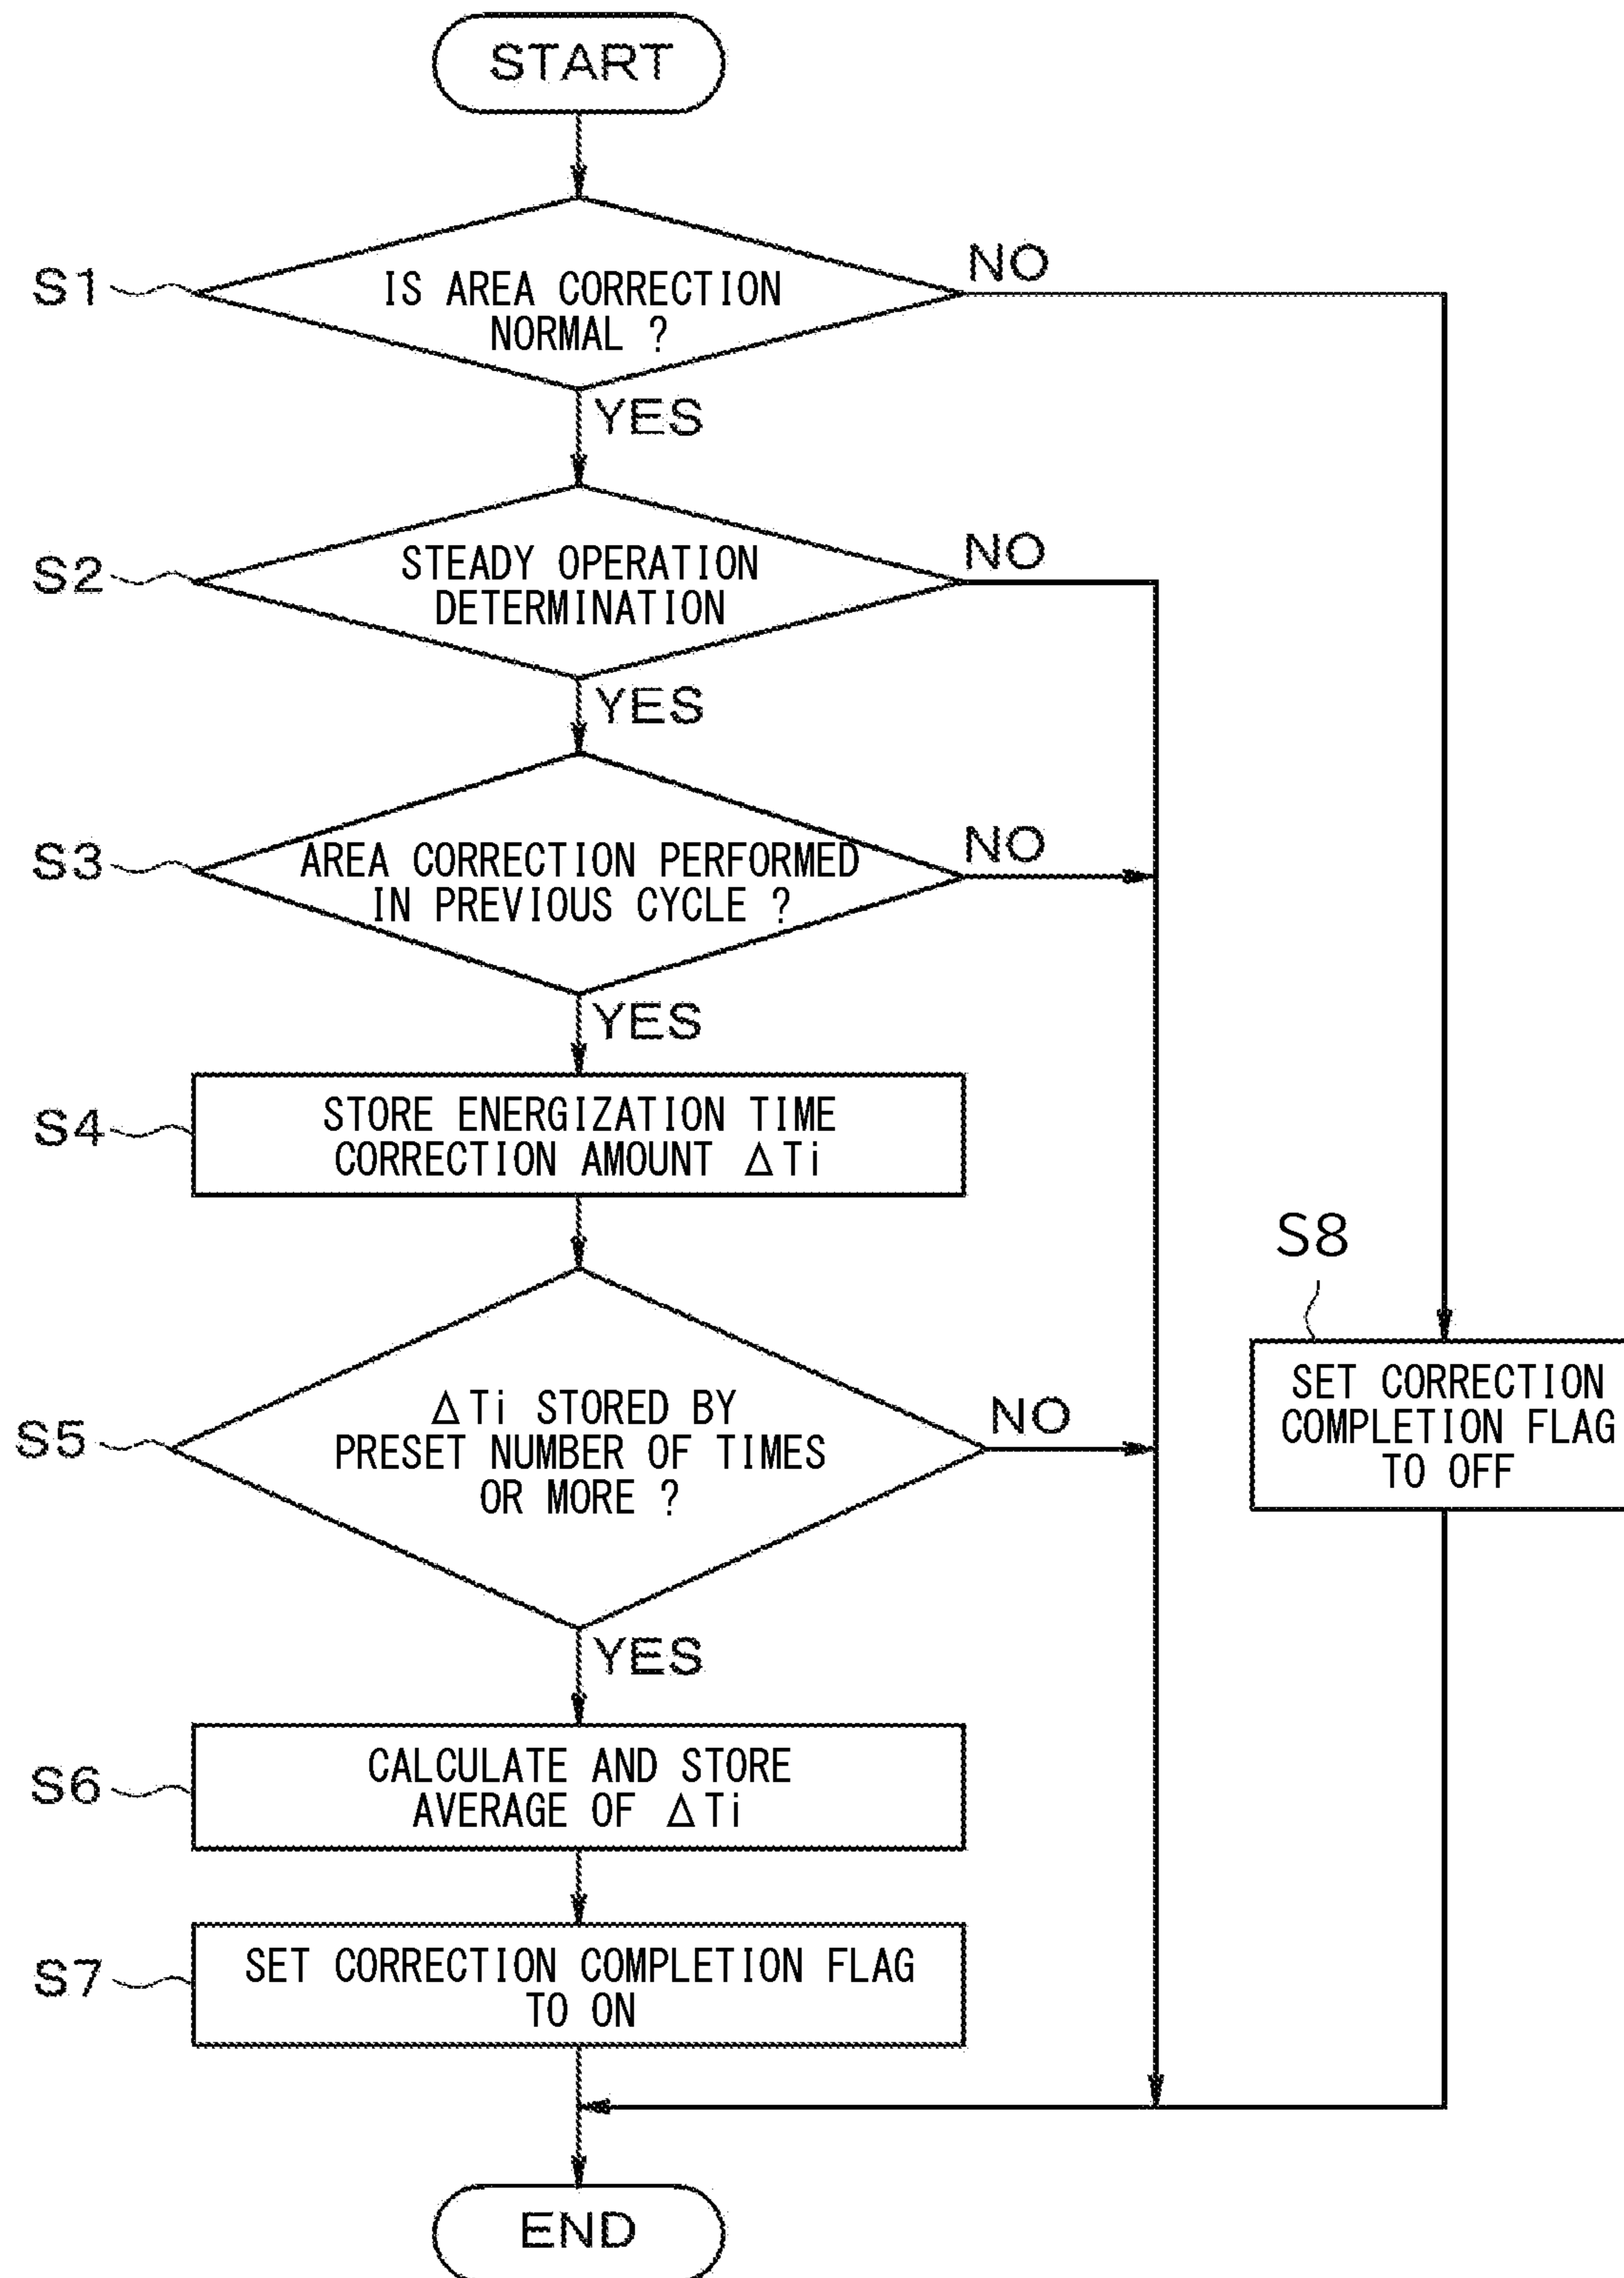 START
S1
IS AREA CORRECTION
NORMAL ?
NO
YES
S2
STEADY OPERATION
DETERMINATION
NO
YES
S3
AREA CORRECTION PERFORMED
IN PREVIOUS CYCLE ?
NO
YES
S4
STORE ENERGIZATION TIME
CORRECTION AMOUNT ΔTi
S8
SET CORRECTION
COMPLETION FLAG
TO OFF
S5
ΔTi STORED BY
PRESET NUMBER OF TIMES
OR MORE ?
NO
YES
S6
CALCULATE AND STORE
AVERAGE OF ΔTi
S7
SET CORRECTION COMPLETION FLAG
TO ON
END